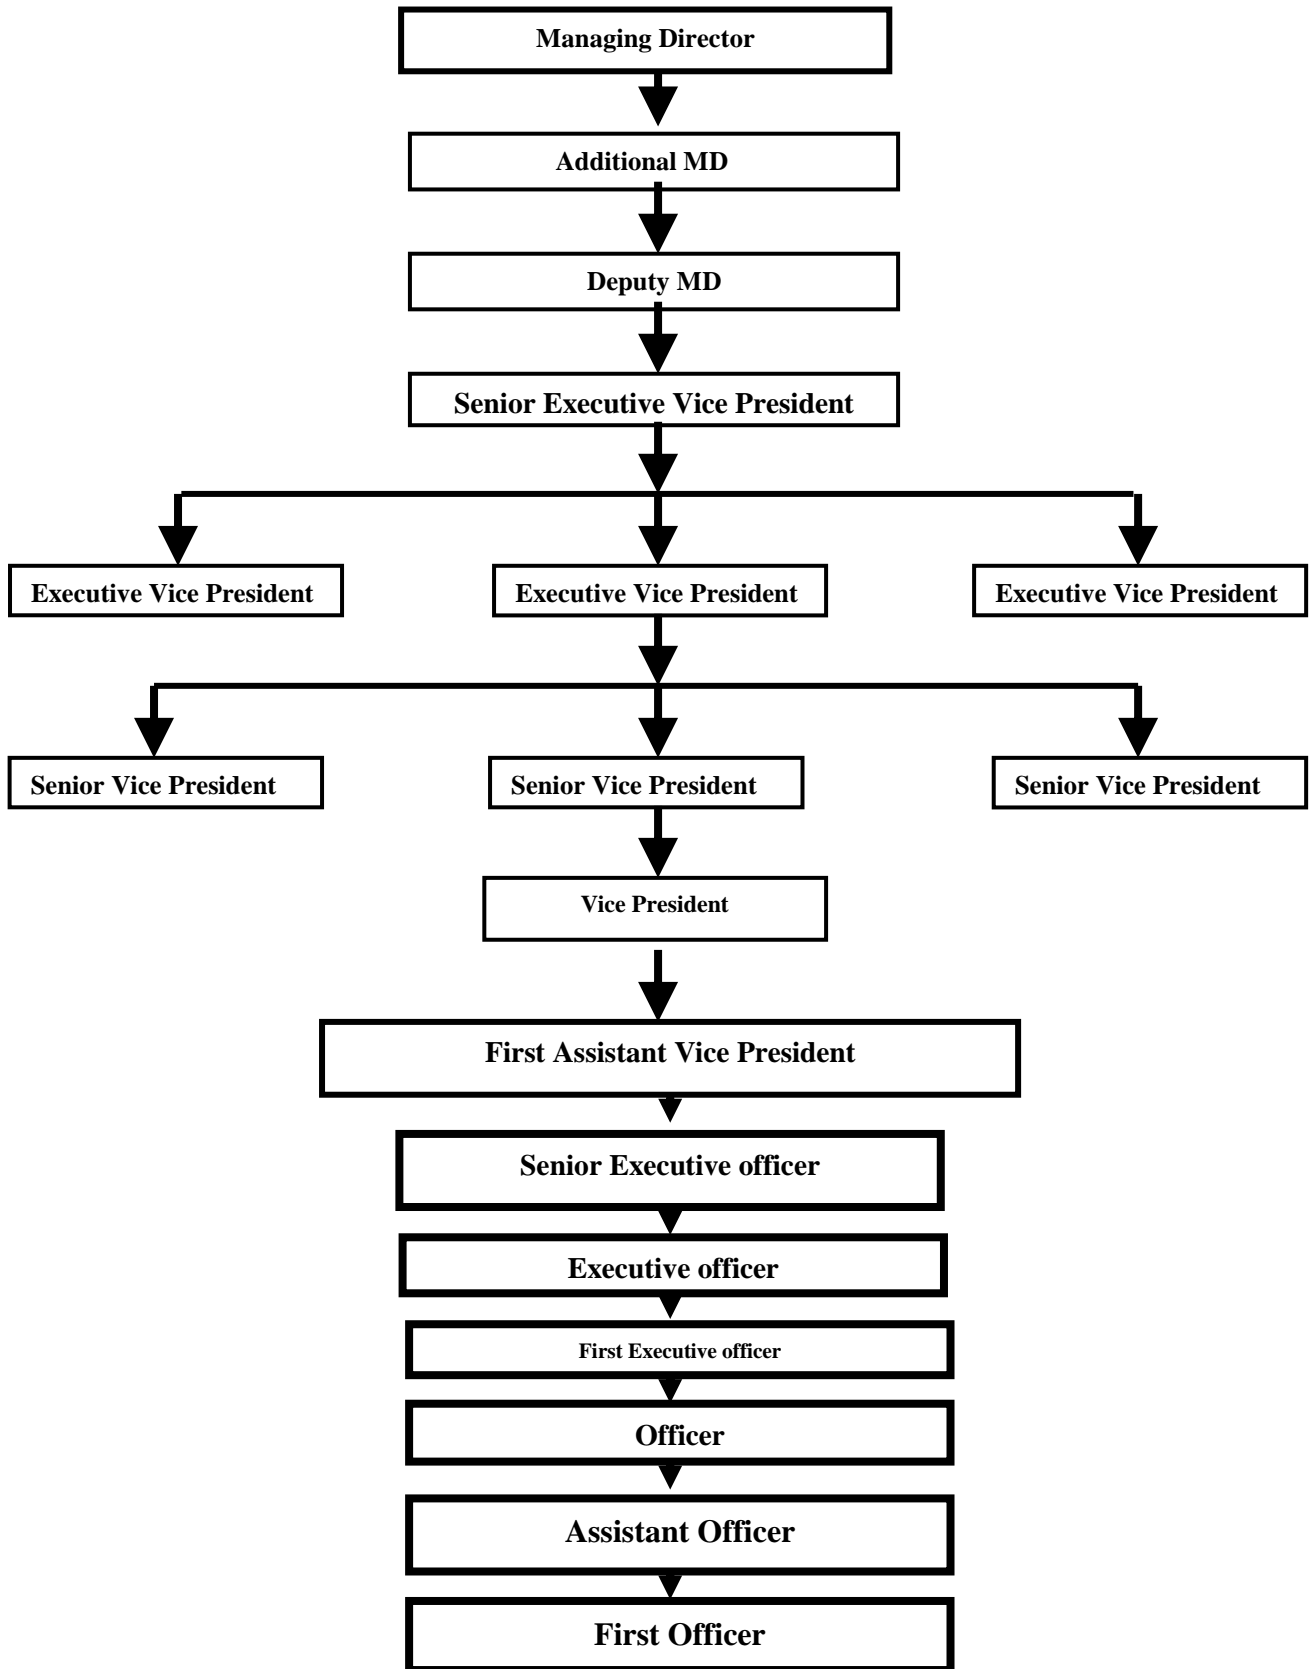 Managing Director
Additional MD
Deputy MD
Senior Executive Vice President
Executive Vice President
Executive Vice President
Executive Vice President
Senior Vice President
Senior Vice President
Senior Vice President
Vice President
First Assistant Vice President
Senior Executive officer
Executive officer
First Executive officer
Officer
Assistant Officer
First Officer